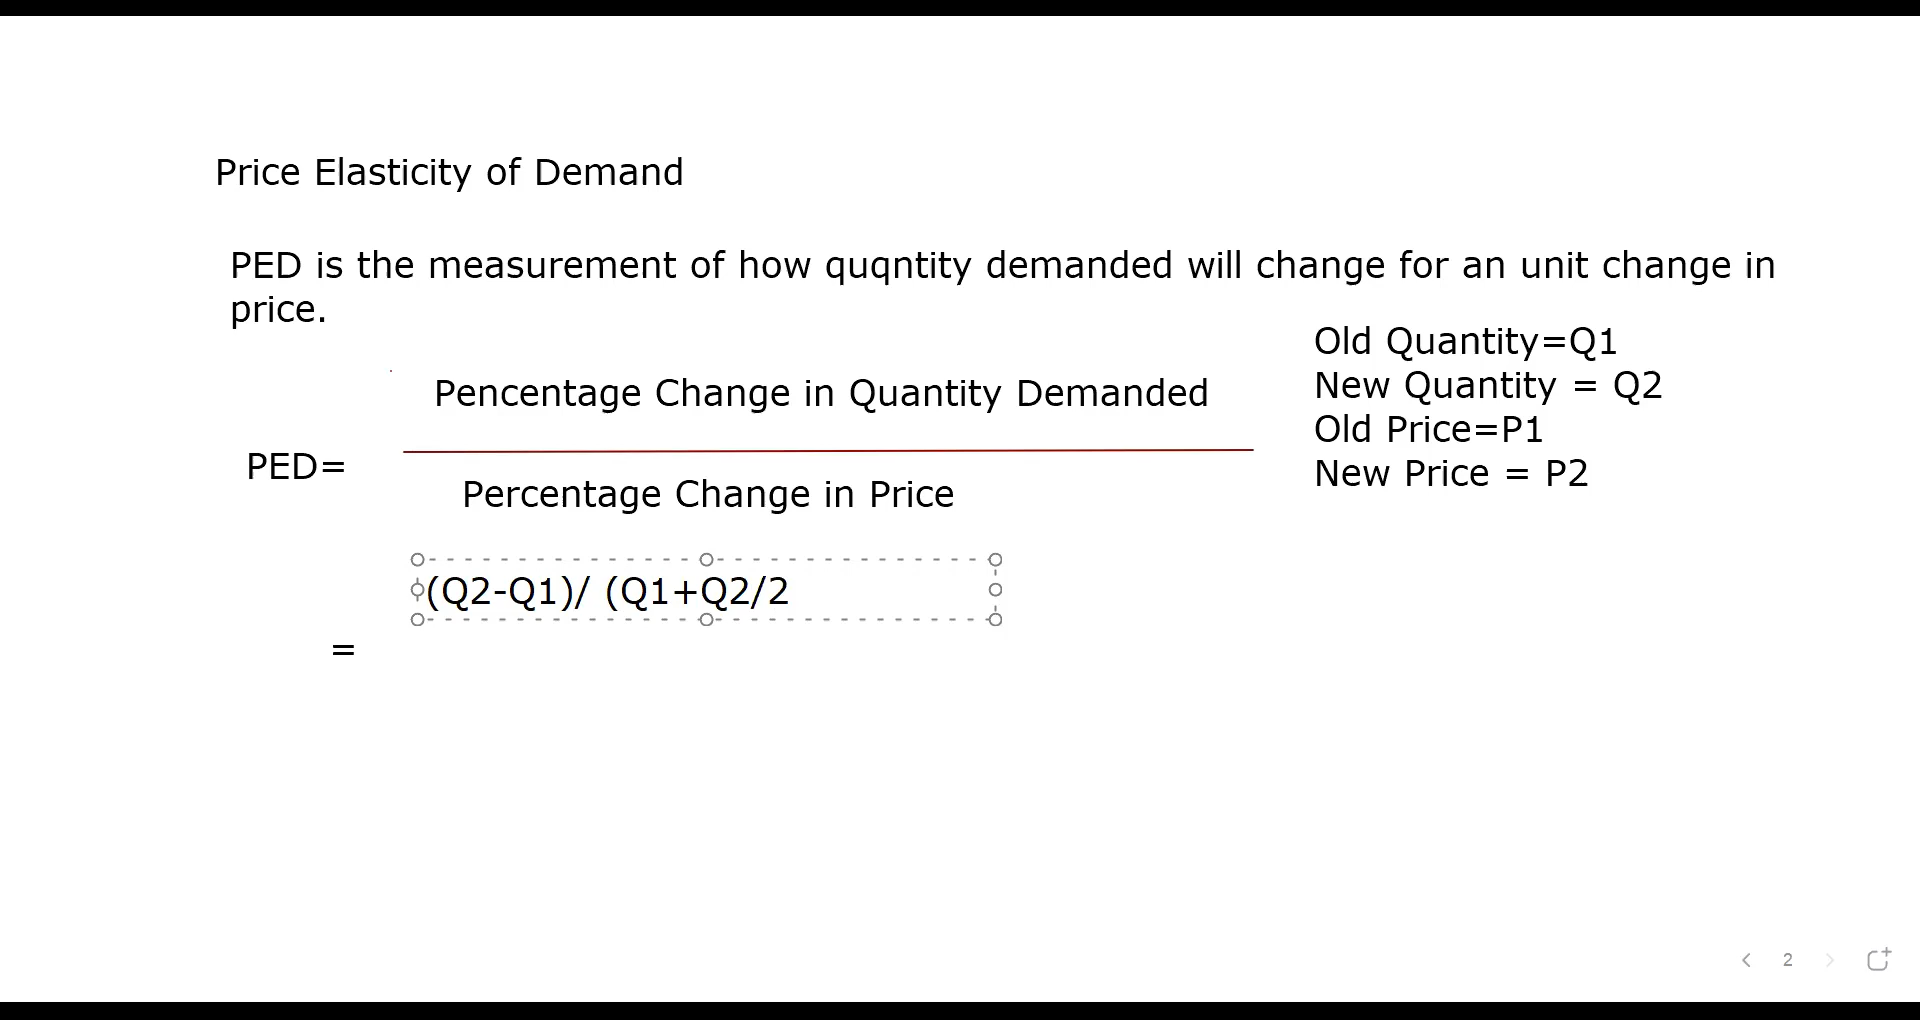 Price Elasticity of Demand
PED is the measurement of how quqntity demanded will change for an unit change in
price.
Old Quantity=Q1
New Quantity = Q2
Old Price=P1
New Price = P2
Pencentage Change in Quantity Demanded
PED=
Percentage Change in Price
(Q2-Q1)/ (Q1+Q2/2
=
2